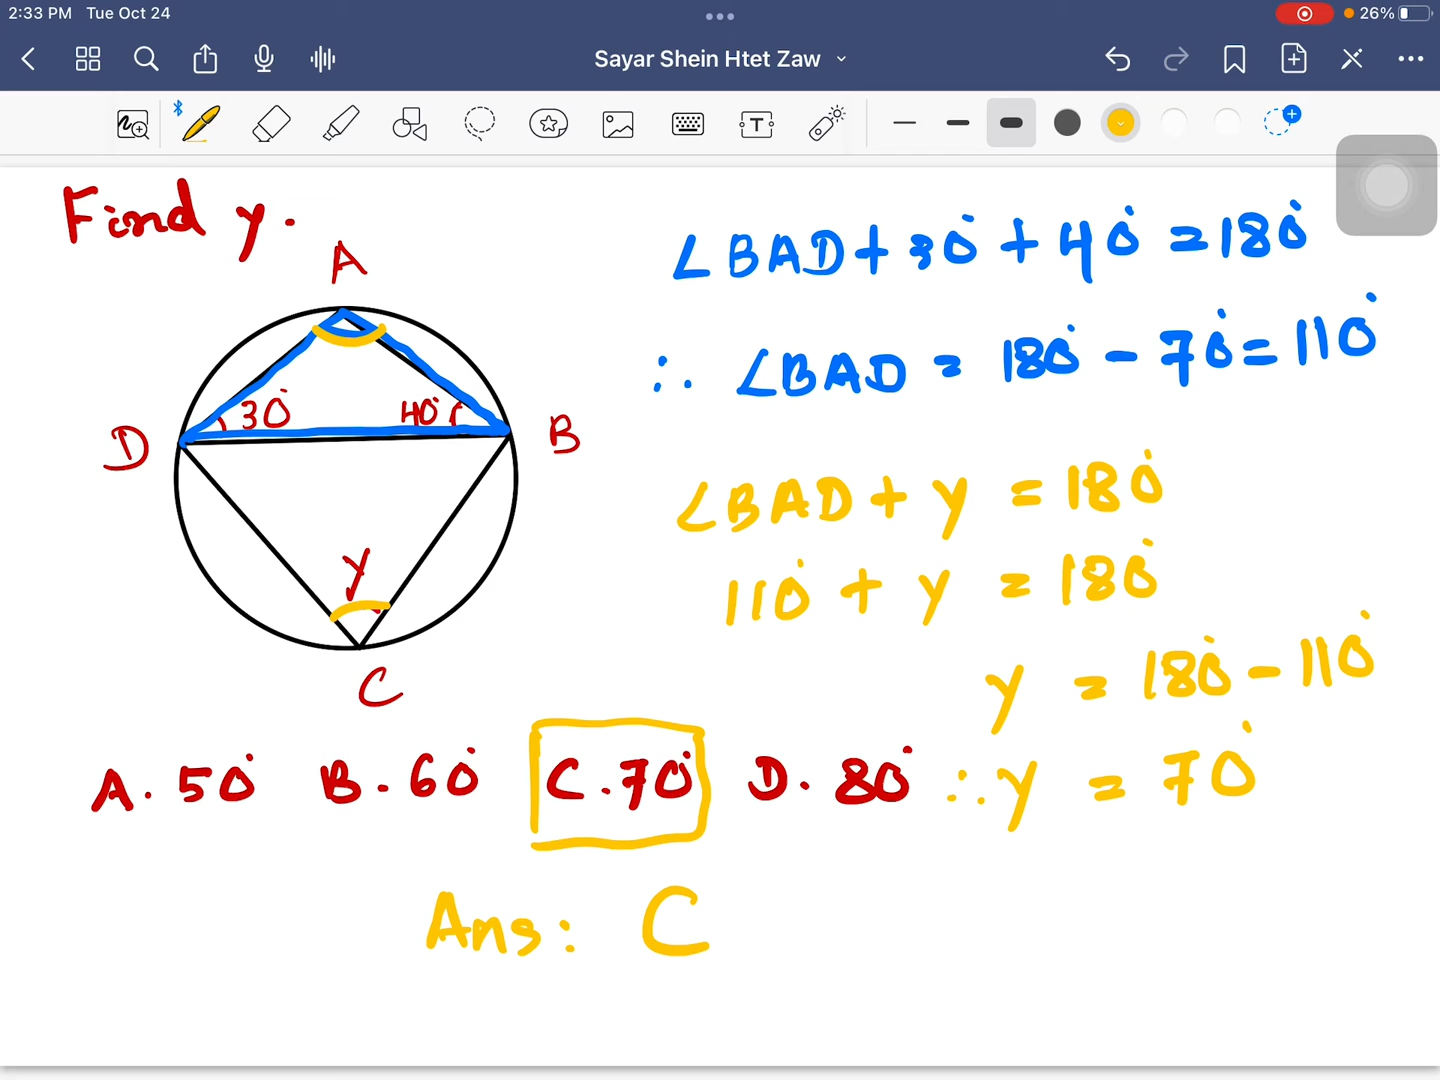 2:33 PM Tue Oct 24
26%
Sayar Shein Htet Zaw
Find y.
A
30°
40°
D
B
y
C
∠BAD + 30° + 40° = 180°
∴ ∠BAD = 180° - 70° = 110°
∠BAD + y = 180°
110° + y = 180°
y = 180° - 110°
∴ y = 70°
A. 50° B. 60° C. 70° D. 80°
Ans: C